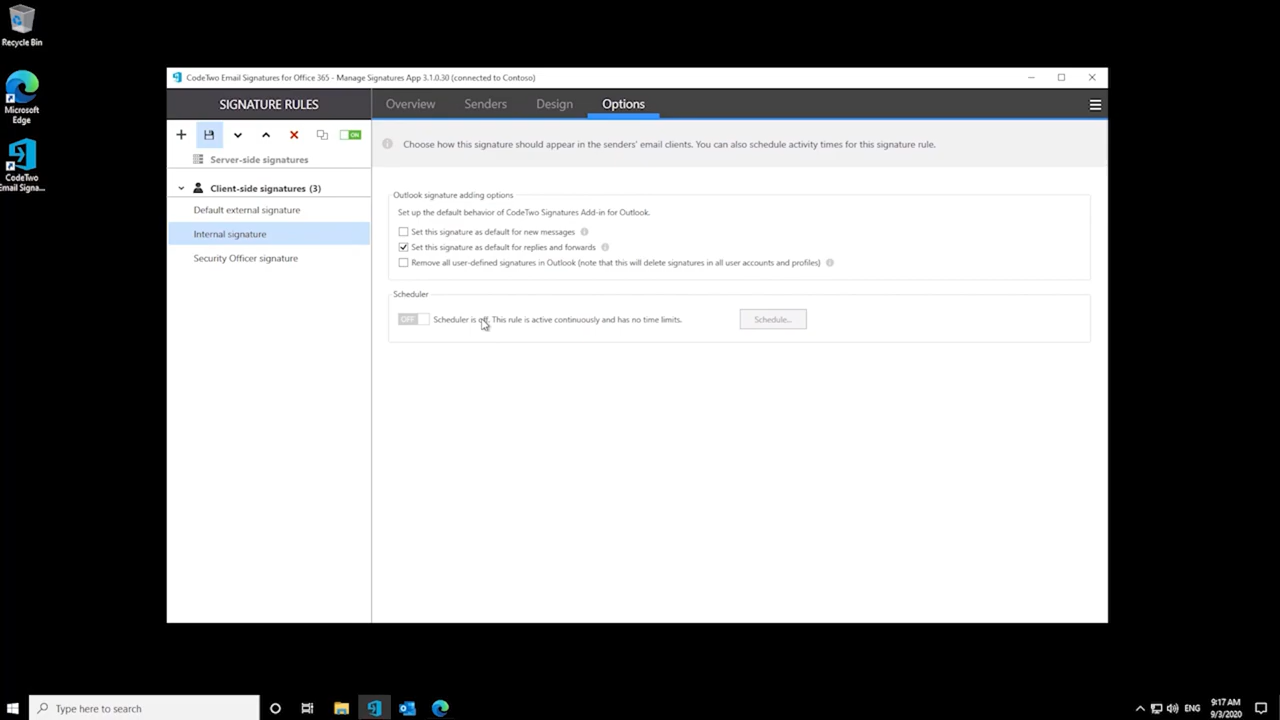 Recycle Bin
Microsoft
Edge
CodeTwo
Email Signa...
CodeTwo Email Signatures for Office 365 - Manage Signatures App 3.1.0.30 (connected to Contoso)
SIGNATURE RULES
Overview
Senders
Design
Options
ON
Server-side signatures
Client-side signatures (3)
Default external signature
Internal signature
Security Officer signature
Choose how this signature should appear in the senders' email clients. You can also schedule activity times for this signature rule.
Outlook signature adding options
Set up the default behavior of CodeTwo Signatures Add-in for Outlook.
Set this signature as default for new messages
Set this signature as default for replies and forwards
Remove all user-defined signatures in Outlook (note that this will delete signatures in all user accounts and profiles)
Scheduler
OFF
Scheduler is off. This rule is active continuously and has no time limits.
Schedule...
Type here to search
ENG
9:17 AM
9/3/2020